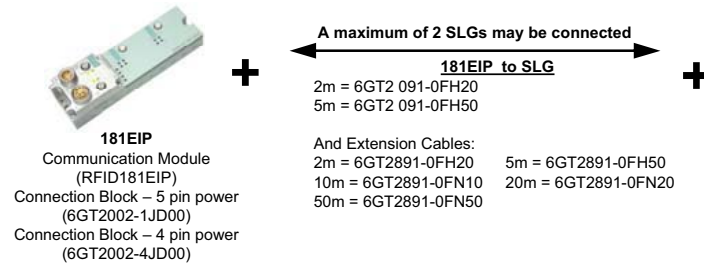 A maximum of 2 SLGs may be connected
181EIP to SLG
2m = 6GT2 091-0FH20
5m = 6GT2 091-0FH50
And Extension Cables:
2m = 6GT2891-0FH20 5m = 6GT2891-0FH50
10m = 6GT2891-0FN10 20m = 6GT2891-0FN20
50m = 6GT2891-0FN50
+
+
181EIP
Communication Module
(RFID181EIP)
Connection Block – 5 pin power
(6GT2002-1JD00)
Connection Block – 4 pin power
(6GT2002-4JD00)